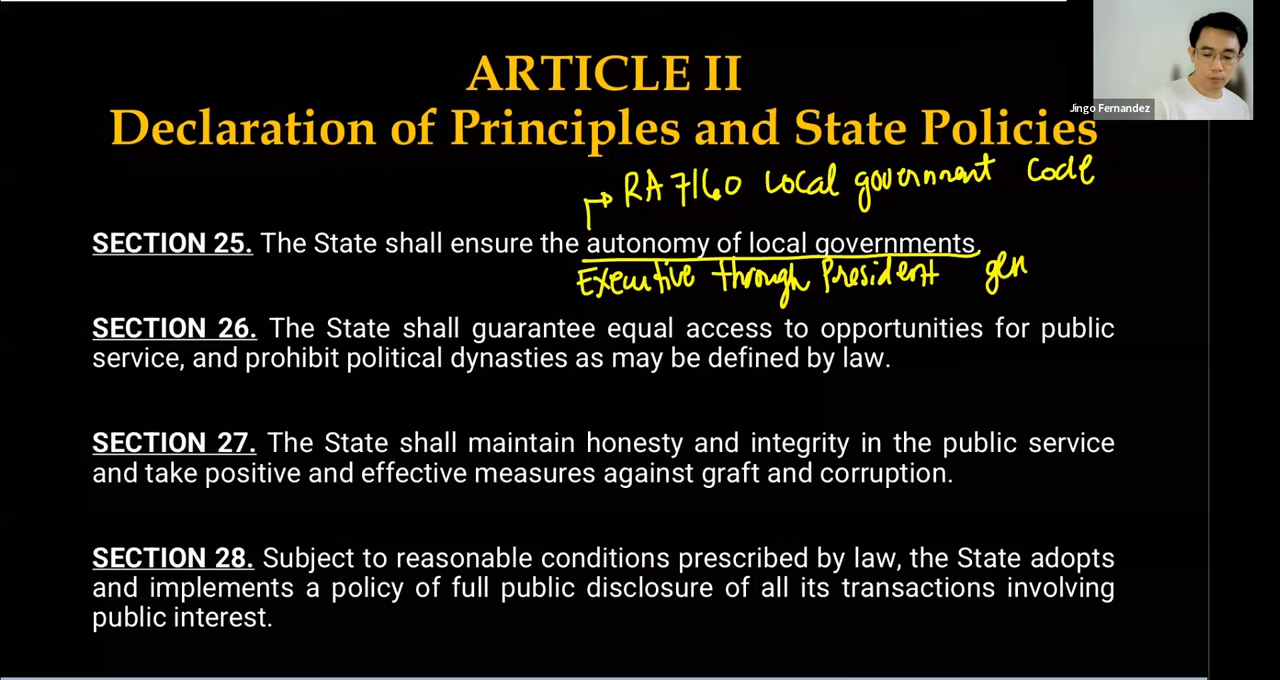 ARTICLE II
Declaration of Principles and State Policies
Jingo Fernandez
RA 7160 Local government Code
SECTION 25. The State shall ensure the autonomy of local governments.
Executive through President gen
SECTION 26. The State shall guarantee equal access to opportunities for public
service, and prohibit political dynasties as may be defined by law.
SECTION 27. The State shall maintain honesty and integrity in the public service
and take positive and effective measures against graft and corruption.
SECTION 28. Subject to reasonable conditions prescribed by law, the State adopts
and implements a policy of full public disclosure of all its transactions involving
public interest.